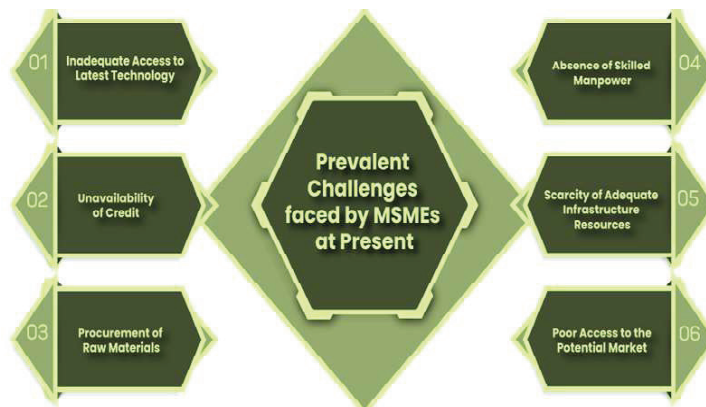 01
Inadequate Access to
Latest Technology
02
Unavailability
of Credit
03
Procurement of
Raw Materials
Prevalent
Challenges
faced by MSMEs
at Present
04
Absence of Skilled
Manpower
05
Scarcity of Adequate
Infrastructure
Resources
06
Poor Access to the
Potential Market